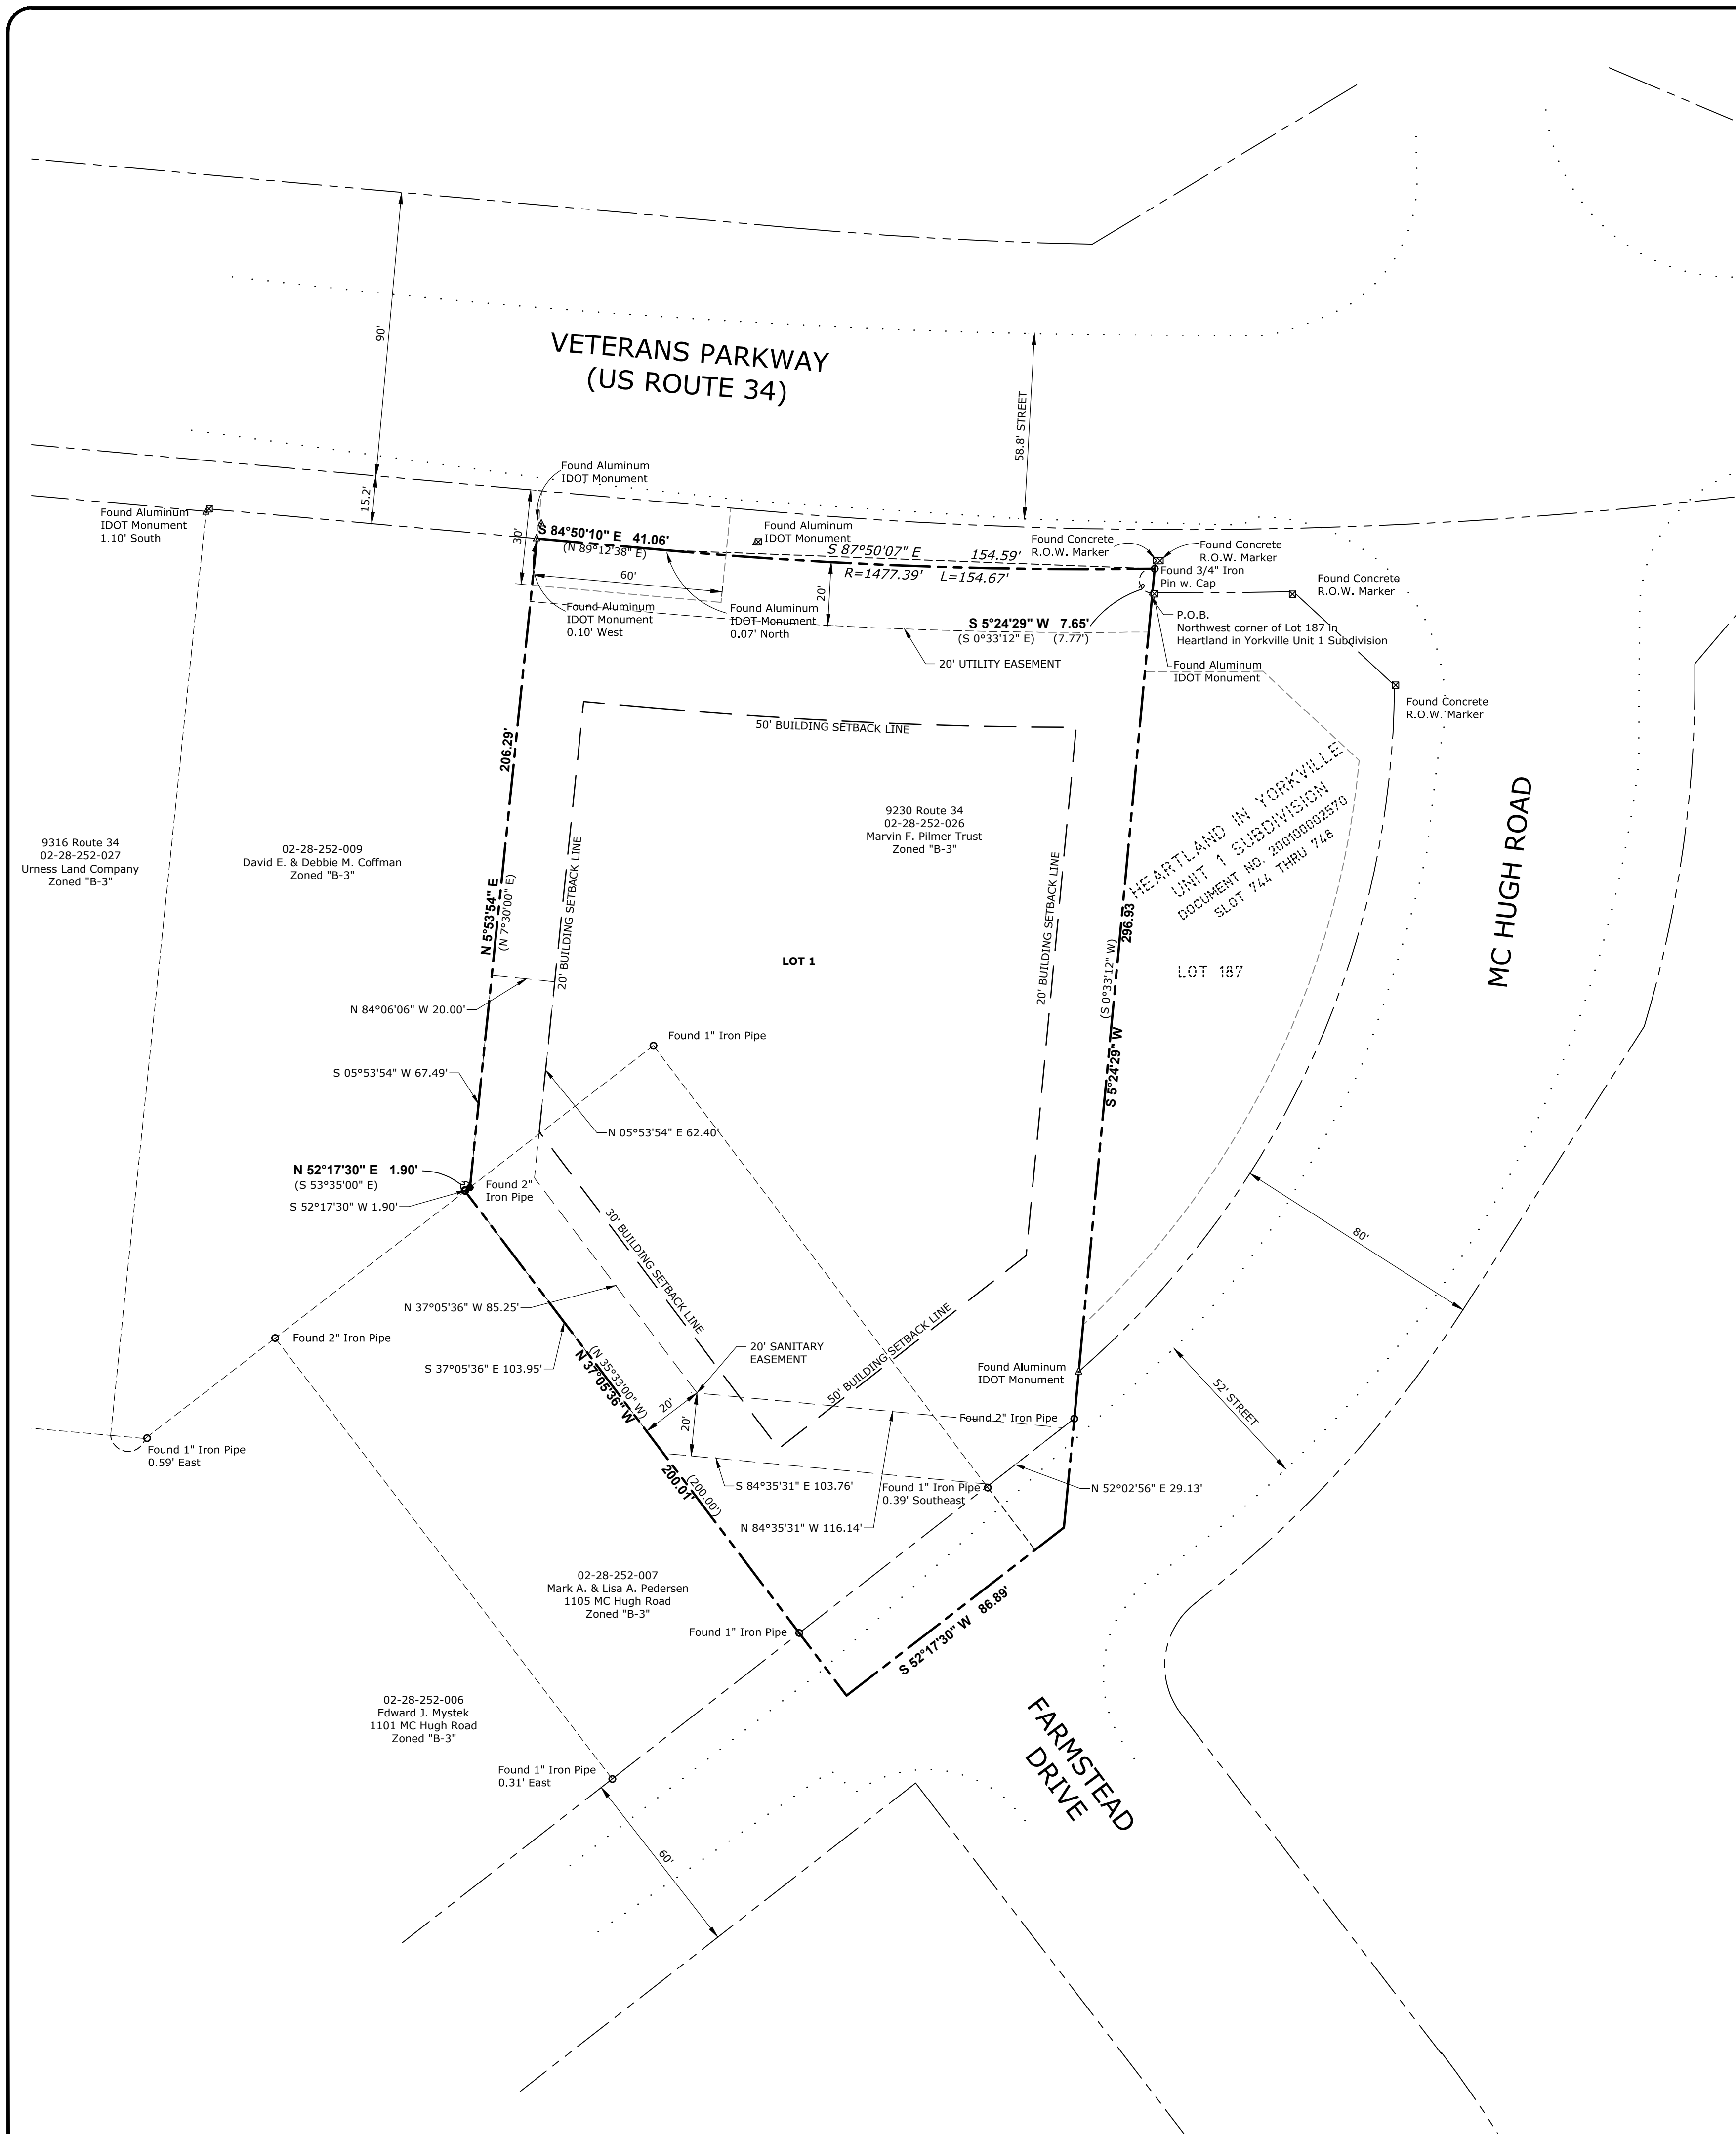 VETERANS PARKWAY
(US ROUTE 34)
90'
58.8' STREET
15.2'
30'
Found Aluminum
IDOT Monument
Found Aluminum
IDOT Monument
1.10' South
S 84°50'10" E 41.06'
(N 89°12'38" E)
60'
Found Aluminum
IDOT Monument
S 87°50'07" E 154.59'
R=1477.39' L=154.67'
20'
Found Concrete
R.O.W. Marker
Found Concrete
R.O.W. Marker
Found 3/4" Iron
Pin w. Cap
Found Concrete
R.O.W. Marker
Found Aluminum
IDOT Monument
0.10' West
Found Aluminum
IDOT Monument
0.07' North
S 5°24'29" W 7.65'
(S 0°33'12" E) (7.77')
P.O.B.
Northwest corner of Lot 187 in
Heartland in Yorkville Unit 1 Subdivision
20' UTILITY EASEMENT
Found Aluminum
IDOT Monument
Found Concrete
R.O.W. Marker
50' BUILDING SETBACK LINE
206.29'
N 5°53'54" E
(N 7°30'00" E)
20' BUILDING SETBACK LINE
20' BUILDING SETBACK LINE
9316 Route 34
02-28-252-027
Urness Land Company
Zoned "B-3"
02-28-252-009
David E. & Debbie M. Coffman
Zoned "B-3"
9230 Route 34
02-28-252-026
Marvin F. Pilmer Trust
Zoned "B-3"
LOT 1
296.93
(S 0°33'12" W)
S 5°24'29" W
HEARTLAND IN YORKVILLE
UNIT 1 SUBDIVISION
DOCUMENT NO. 200100002570
SLOT 744 THRU 748
LOT 187
MC HUGH ROAD
N 84°06'06" W 20.00'
Found 1" Iron Pipe
S 05°53'54" W 67.49'
N 05°53'54" E 62.40'
N 52°17'30" E 1.90'
(S 53°35'00" E)
S 52°17'30" W 1.90'
Found 2"
Iron Pipe
30' BUILDING SETBACK LINE
80'
N 37°05'36" W 85.25'
Found 2" Iron Pipe
S 37°05'36" E 103.95'
(N 35°33'00" W)
N 37°05'36" W
20' SANITARY
EASEMENT
50' BUILDING SETBACK LINE
Found Aluminum
IDOT Monument
52' STREET
20'
20'
Found 2" Iron Pipe
Found 1" Iron Pipe
0.59' East
200.01'
(200.00')
S 84°35'31" E 103.76'
Found 1" Iron Pipe
0.39' Southeast
N 52°02'56" E 29.13'
N 84°35'31" W 116.14'
02-28-252-007
Mark A. & Lisa A. Pedersen
1105 MC Hugh Road
Zoned "B-3"
Found 1" Iron Pipe
S 52°17'30" W 86.89'
02-28-252-006
Edward J. Mystek
1101 MC Hugh Road
Zoned "B-3"
Found 1" Iron Pipe
0.31' East
FARMSTEAD
DRIVE
60'